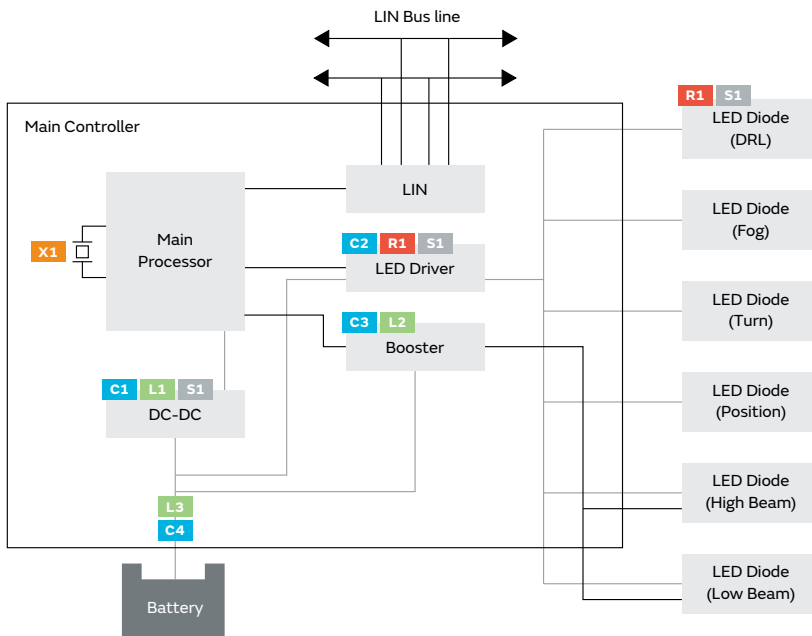 LIN Bus line
Main Controller
R1 S1
LED Diode
(DRL)
LIN
Main
Processor
X1
LED Diode
(Fog)
C2 R1 S1
LED Driver
LED Diode
(Turn)
C3 L2
Booster
C1 L1 S1
DC-DC
LED Diode
(Position)
LED Diode
(High Beam)
L3
C4
LED Diode
(Low Beam)
Battery